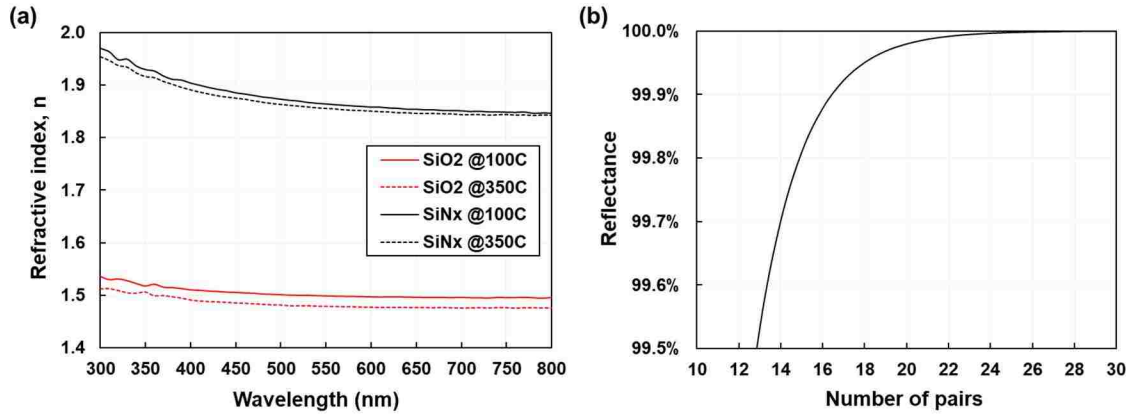 (a)
2.0
1.9
1.8
1.7
1.6
1.5
1.4
Refractive index, n
300 350 400 450 500 550 600 650 700 750 800
Wavelength (nm)
SiO2 @100C
SiO2 @350C
SiNx @100C
SiNx @350C
(b)
100.0%
99.9%
99.8%
99.7%
99.6%
99.5%
Reflectance
10 12 14 16 18 20 22 24 26 28 30
Number of pairs